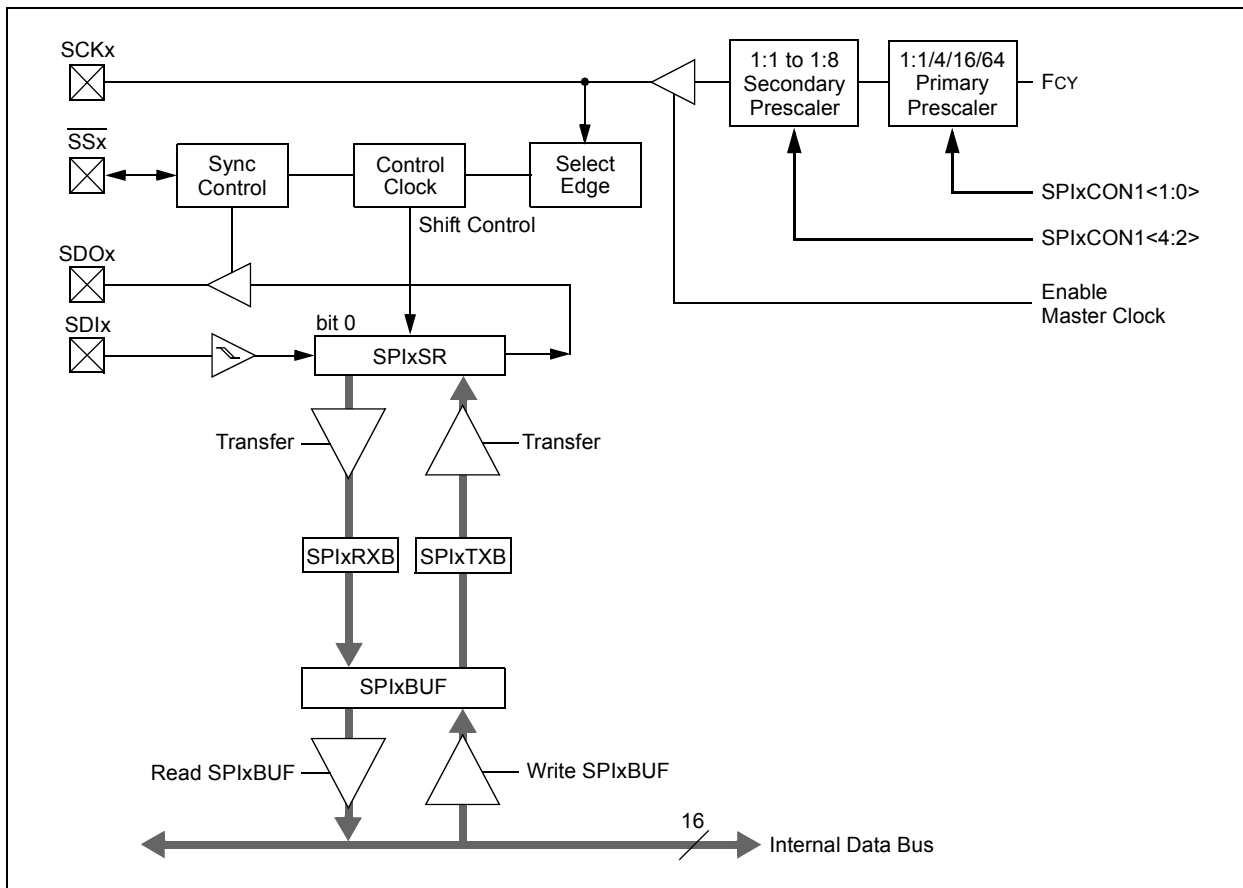 SCKx
1:1 to 1:8
Secondary
Prescaler
1:1/4/16/64
Primary
Prescaler
FCY
SSx
Sync
Control
Control
Clock
Select
Edge
SPIxCON1<1:0>
Shift Control
SPIxCON1<4:2>
SDOx
Enable
Master Clock
SDIx
bit 0
SPIxSR
Transfer
Transfer
SPIxRXB
SPIxTXB
SPIxBUF
Read SPIxBUF
Write SPIxBUF
16
Internal Data Bus